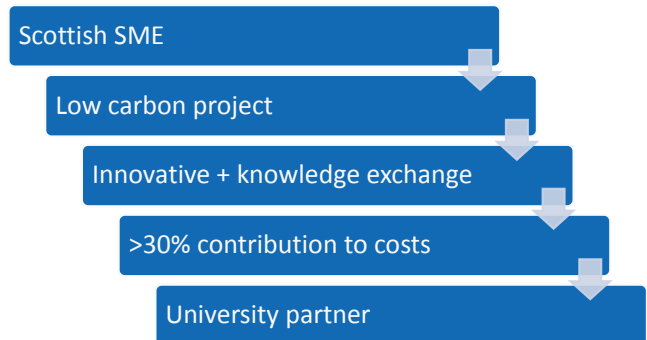 Scottish SME
Low carbon project
Innovative + knowledge exchange
>30% contribution to costs
University partner